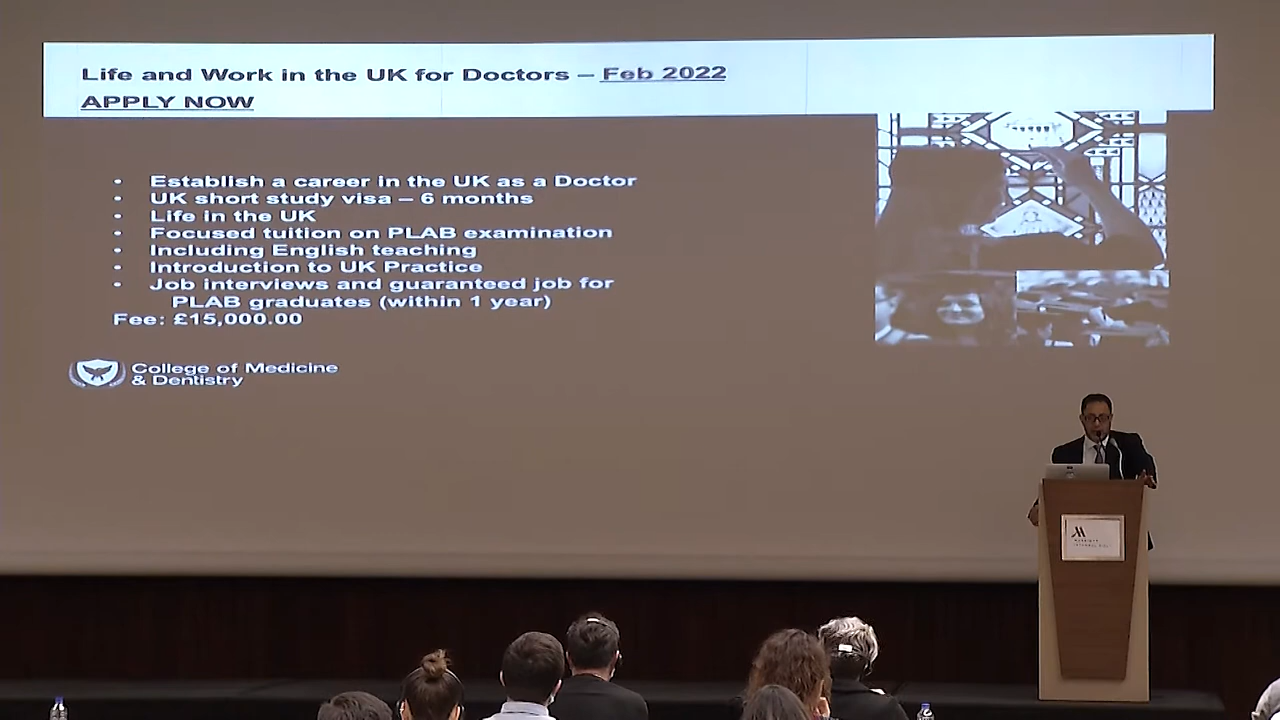 Life and Work in the UK for Doctors – Feb 2022
APPLY NOW
• Establish a career in the UK as a Doctor
• UK short study visa – 6 months
• Life in the UK
• Focused tuition on PLAB examination
• Including English teaching
• Introduction to UK Practice
• Job interviews and guaranteed job for
PLAB graduates (within 1 year)
Fee: £15,000.00
College of Medicine
& Dentistry